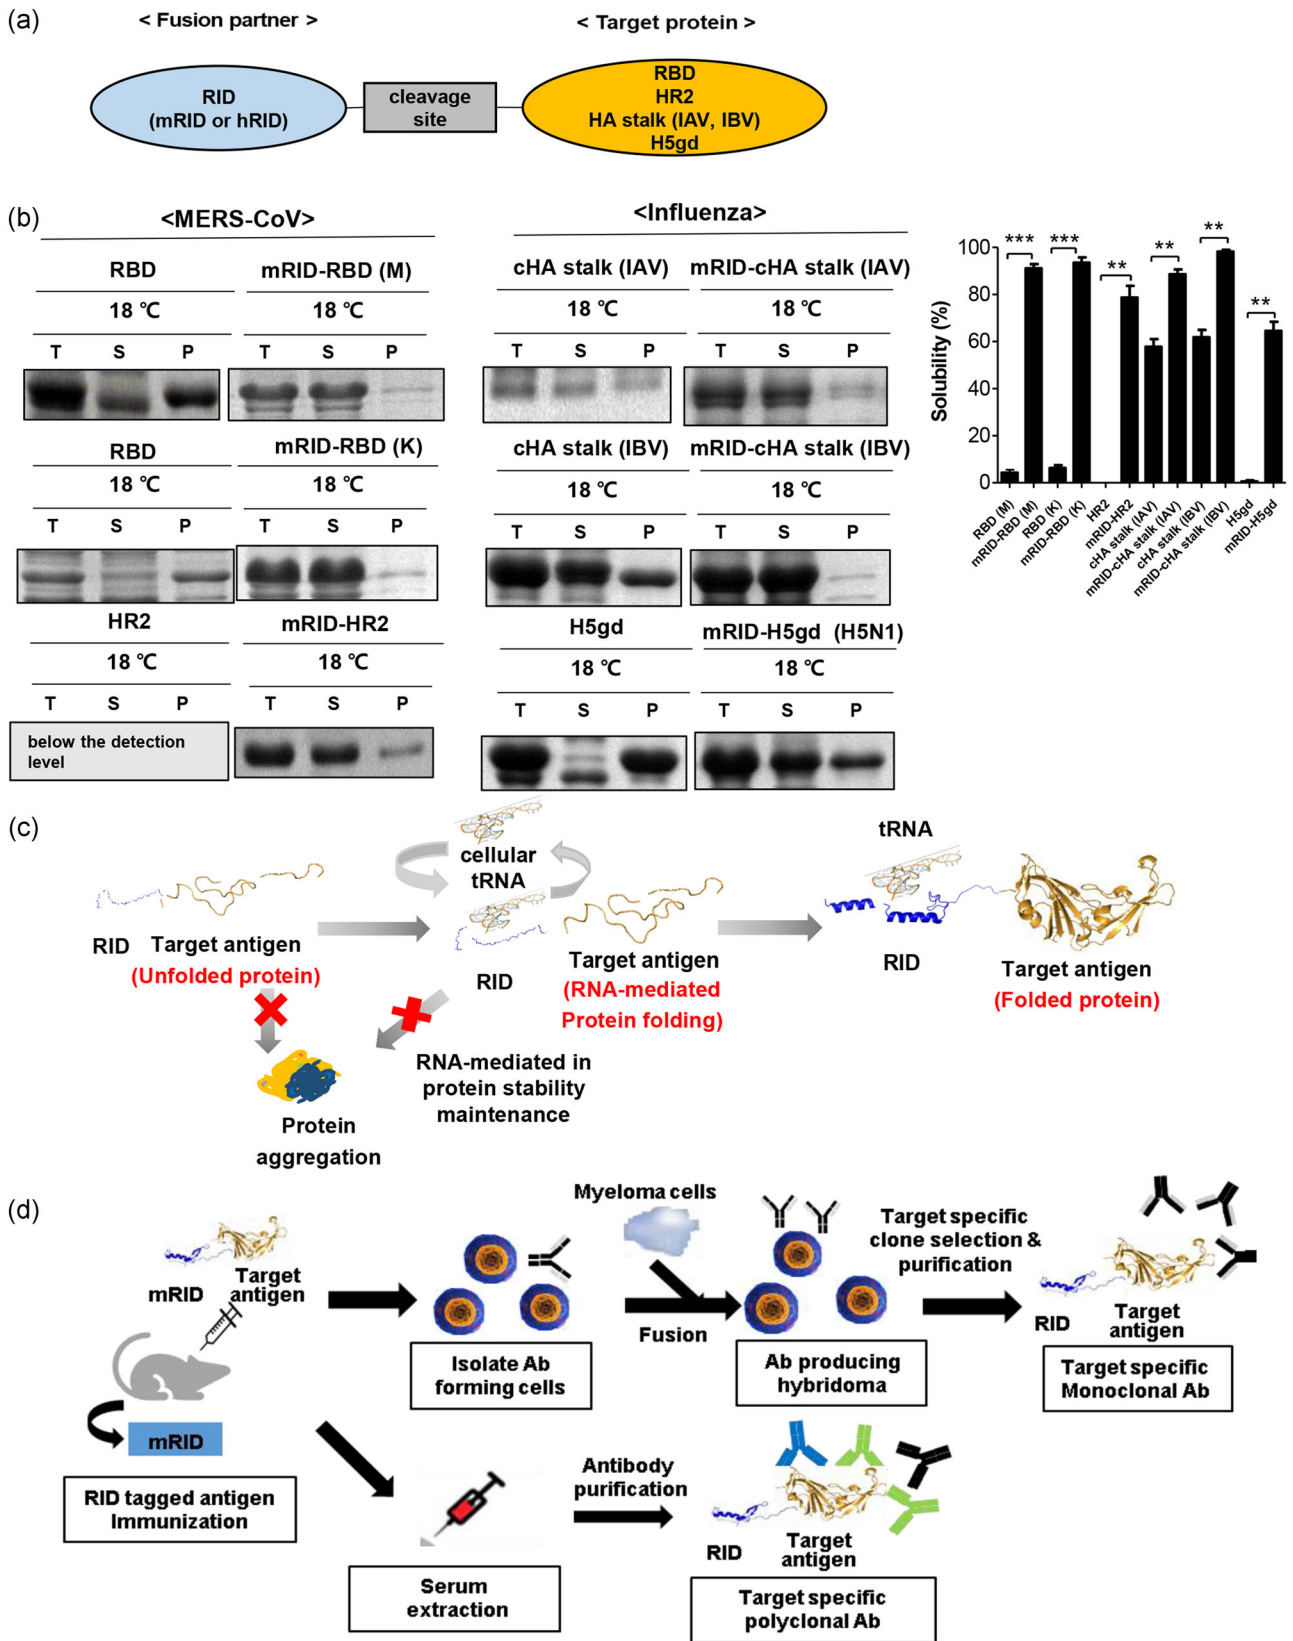 (a)
< Fusion partner >
< Target protein >
RID
(mRID or hRID)
cleavage
site
RBD
HR2
HA stalk (IAV, IBV)
H5gd
(b)
<MERS-CoV>
RBD
18 ℃
T S P
mRID-RBD (M)
18 ℃
T S P
RBD
18 ℃
T S P
mRID-RBD (K)
18 ℃
T S P
HR2
18 ℃
T S P
below the detection
level
mRID-HR2
18 ℃
T S P
<Influenza>
cHA stalk (IAV)
18 ℃
T S P
mRID-cHA stalk (IAV)
18 ℃
T S P
cHA stalk (IBV)
18 ℃
T S P
mRID-cHA stalk (IBV)
18 ℃
T S P
H5gd
18 ℃
T S P
mRID-H5gd (H5N1)
18 ℃
T S P
Solubility (%)
100
80
60
40
20
0
*** *** ** ** ** **
RBD (M)
mRID-RBD (M)
RBD (K)
mRID-RBD (K)
HR2
mRID-HR2
cHA stalk (IAV)
mRID-cHA stalk (IAV)
cHA stalk (IBV)
mRID-cHA stalk (IBV)
H5gd
mRID-H5gd
(c)
RID
Target antigen
(Unfolded protein)
Protein
aggregation
cellular
tRNA
RID
Target antigen
(RNA-mediated
Protein folding)
RNA-mediated in
protein stability
maintenance
tRNA
RID
Target antigen
(Folded protein)
(d)
mRID
Target
antigen
mRID
RID tagged antigen
Immunization
Isolate Ab
forming cells
Myeloma cells
Fusion
Ab producing
hybridoma
Target specific
clone selection &
purification
RID
Target
antigen
Target specific
Monoclonal Ab
Serum
extraction
Antibody
purification
RID
Target
antigen
Target specific
polyclonal Ab